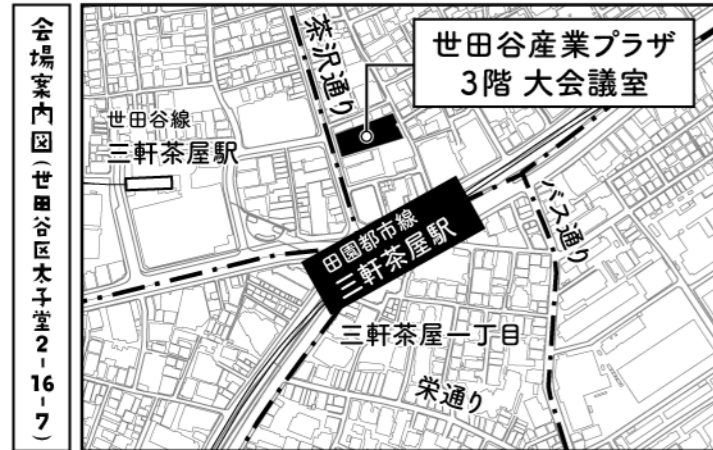 会場案内図(世田谷区太子堂2-16-7)
世田谷産業プラザ
3階 大会議室
茶沢通り
世田谷線
三軒茶屋駅
バス通り
田園都市線
三軒茶屋駅
三軒茶屋一丁目
栄通り